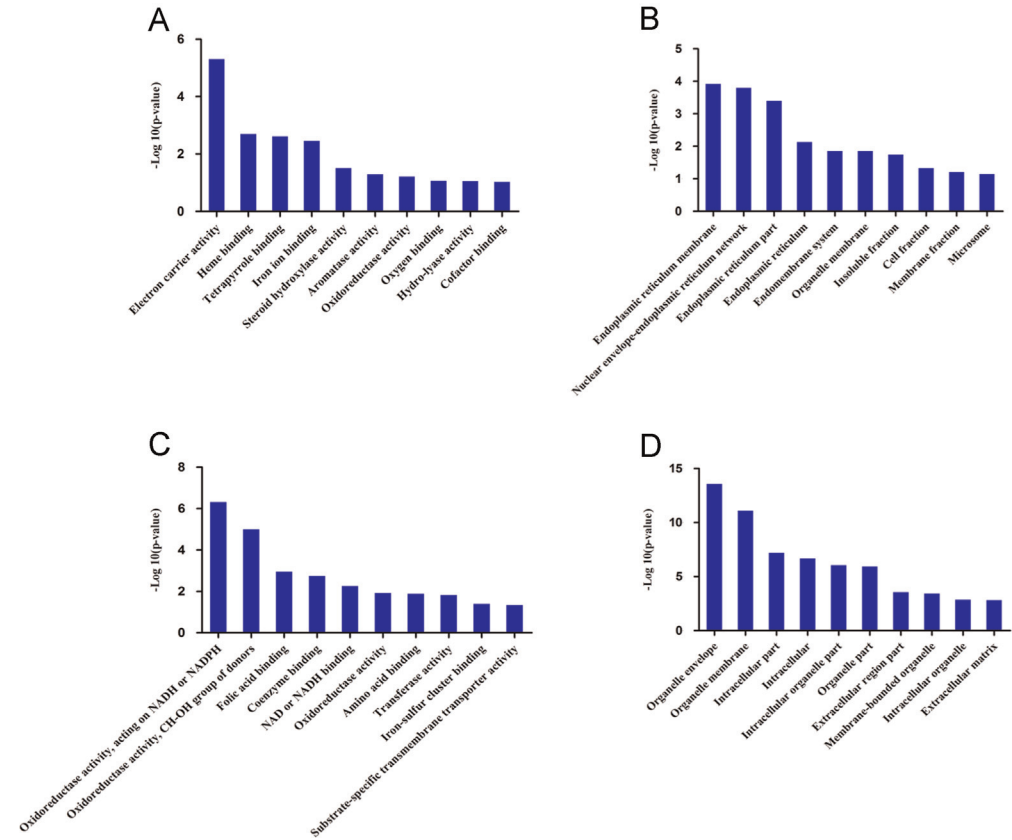 A
-Log 10(p-value)
6
4
2
0
Electron carrier activity
Heme binding
Tetrapyrrole binding
Iron ion binding
Steroid hydroxylase activity
Aromatase activity
Oxidoreductase activity
Oxygen binding
Hydro-lyase activity
Cofactor binding
B
-Log 10(p-value)
5
4
3
2
1
0
Endoplasmic reticulum membrane
Nuclear envelope-endoplasmic reticulum network
Endoplasmic reticulum part
Endoplasmic reticulum
Endomembrane system
Organelle membrane
Insoluble fraction
Cell fraction
Membrane fraction
Microsome
C
-Log 10(p-value)
8
6
4
2
0
Oxidoreductase activity, acting on NADH or NADPH
Oxidoreductase activity, CH-OH group of donors
Folic acid binding
Coenzyme binding
NAD or NADH binding
Oxidoreductase activity
Amino acid binding
Transferase activity
Iron-sulfur cluster binding
Substrate-specific transmembrane transporter activity
D
-Log 10(p-value)
15
10
5
0
Organelle envelope
Organelle membrane
Intracellular part
Intracellular
Intracellular organelle part
Organelle part
Extracellular region part
Membrane-bounded organelle
Intracellular organelle
Extracellular matrix